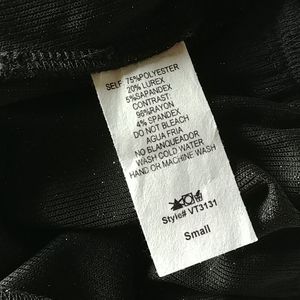 SELF 75%POLYESTER
20% LUREX
5%SAPANDEX
CONTRAST
96%RAYON
4% SPANDEX
DO NOT BLEACH
AGUA FRIA
NO BLANQUEADOR
WASH COLD WATER
HAND OR MACHINE WASH
Style# VT3131
Small